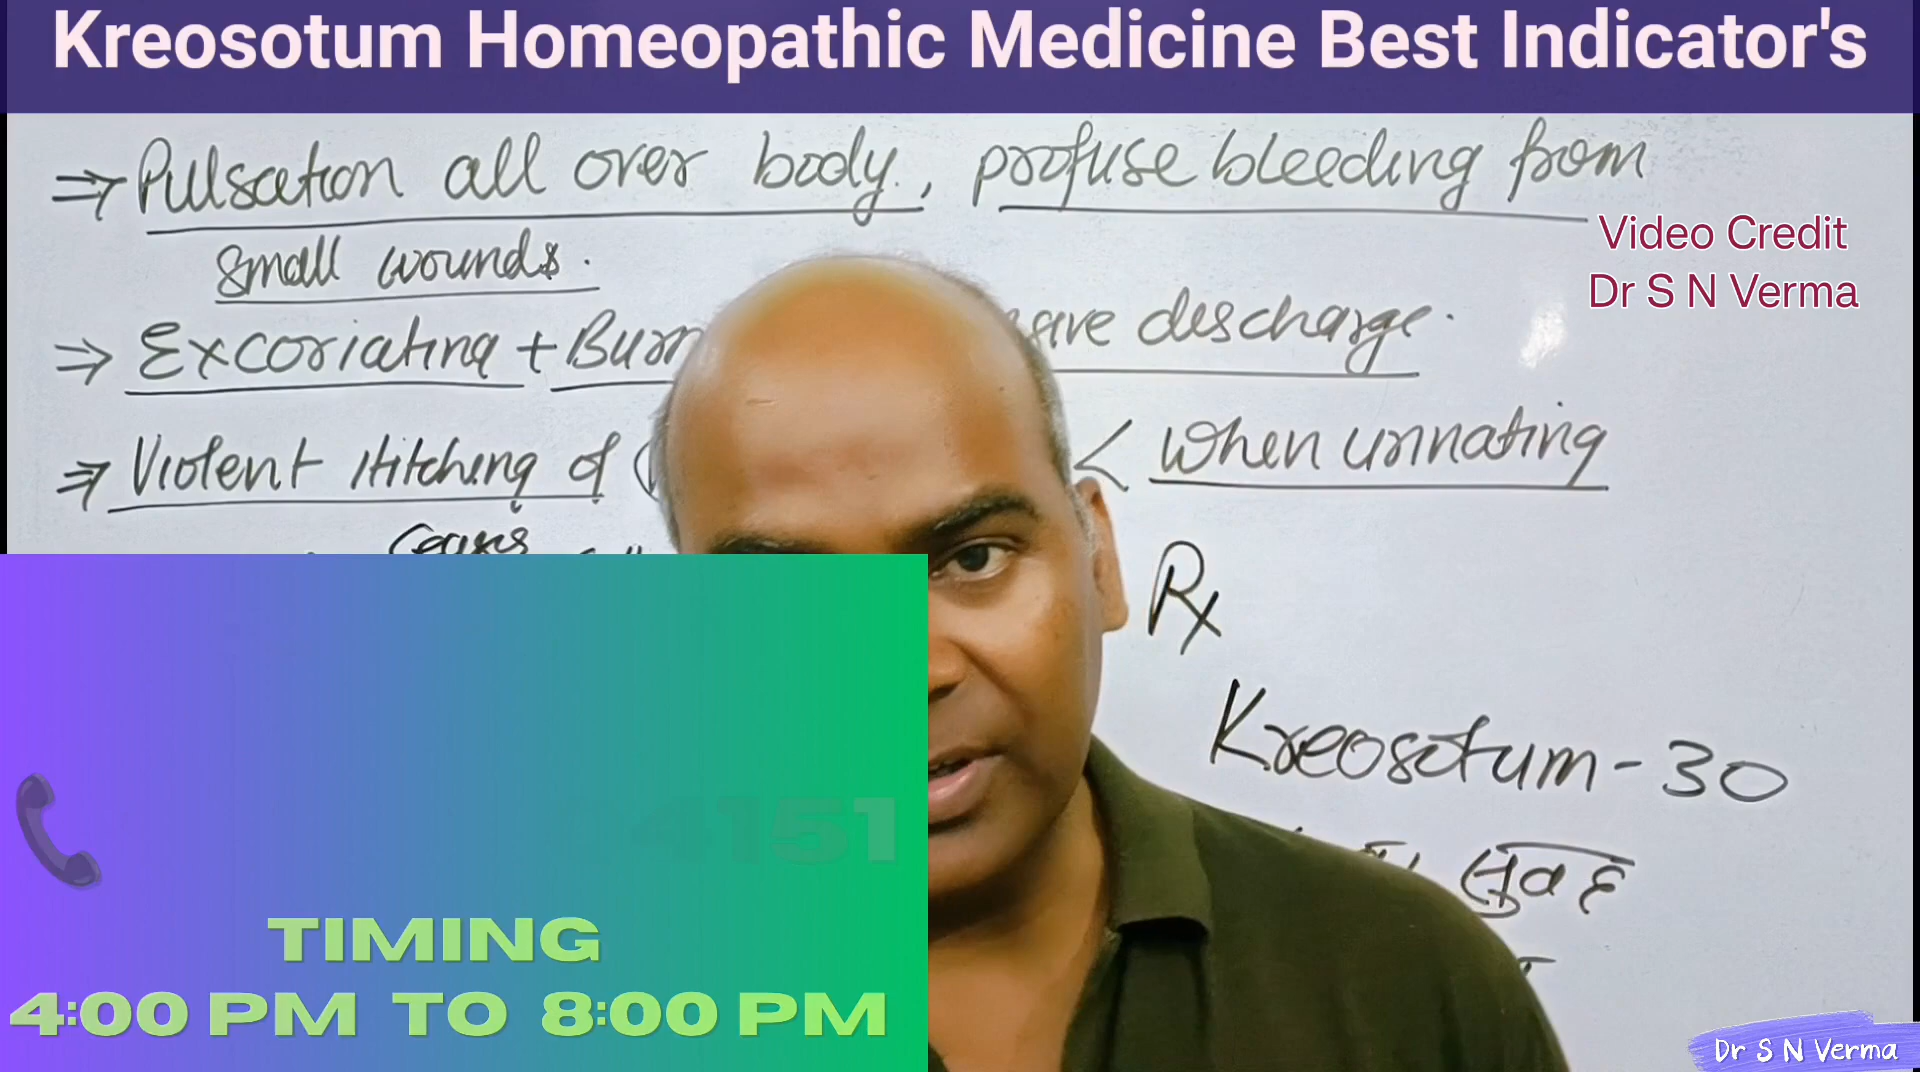 Kreosotum Homeopathic Medicine Best Indicator's
⇒ Pulsation all over body, profuse bleeding from
small wounds.
Video Credit
Dr S N Verma
⇒ Excoriating + discharge.
⇒ Violent itching of < when urinating
Rx
Kreosotum-30
4151
सुबह
TIMING
4:00 PM TO 8:00 PM
Dr S N Verma